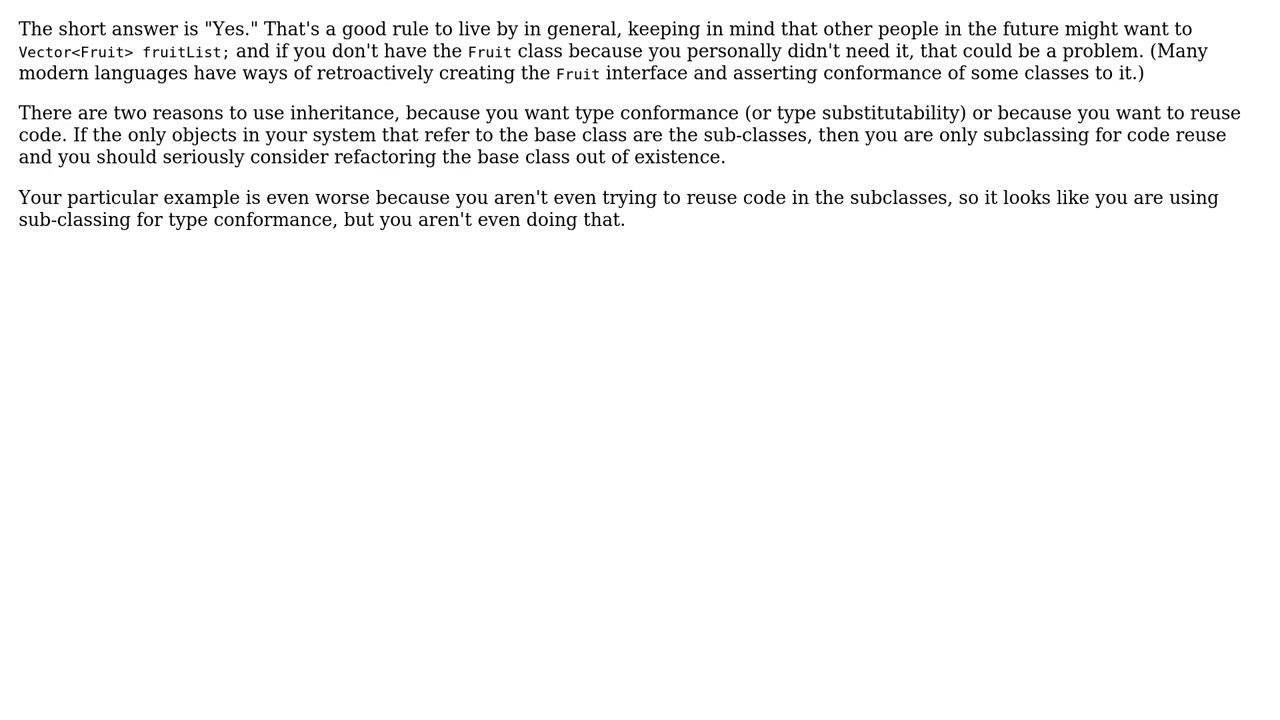 The short answer is "Yes." That's a good rule to live by in general, keeping in mind that other people in the future might want to
Vector<Fruit> fruitList; and if you don't have the Fruit class because you personally didn't need it, that could be a problem. (Many
modern languages have ways of retroactively creating the Fruit interface and asserting conformance of some classes to it.)
There are two reasons to use inheritance, because you want type conformance (or type substitutability) or because you want to reuse
code. If the only objects in your system that refer to the base class are the sub-classes, then you are only subclassing for code reuse
and you should seriously consider refactoring the base class out of existence.
Your particular example is even worse because you aren't even trying to reuse code in the subclasses, so it looks like you are using
sub-classing for type conformance, but you aren't even doing that.